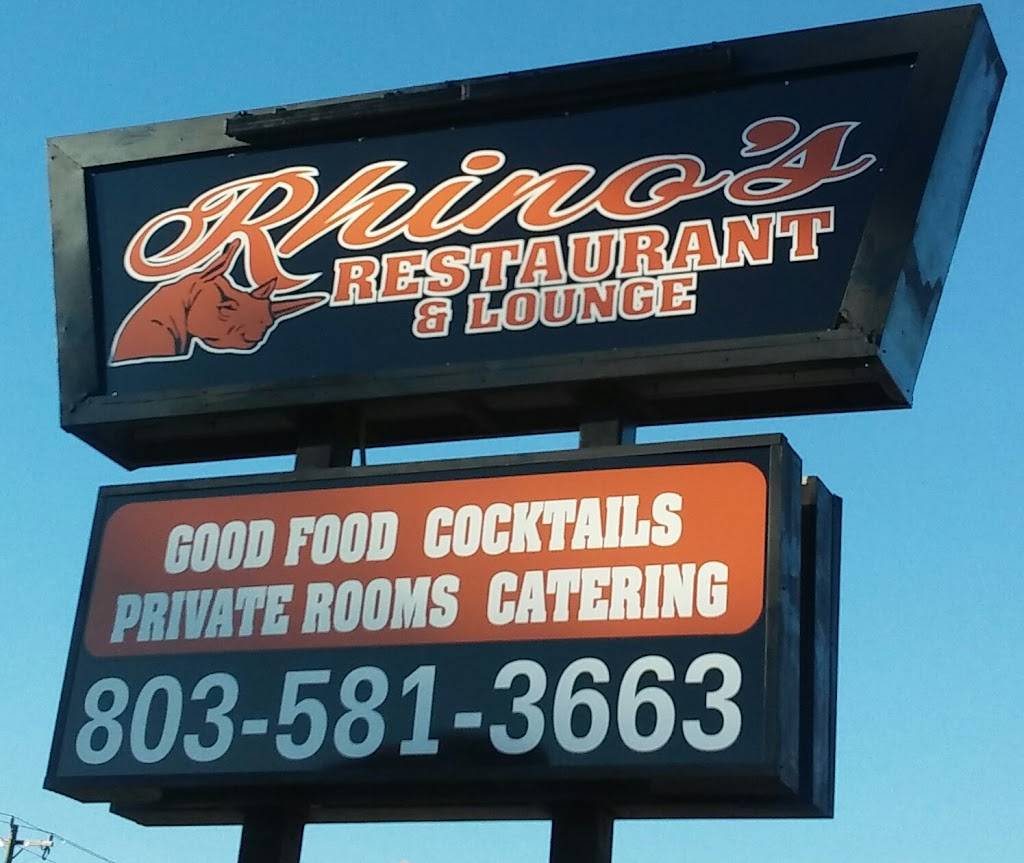 Rhino's
RESTAURANT
& LOUNGE
GOOD FOOD COCKTAILS
PRIVATE ROOMS CATERING
803-581-3663